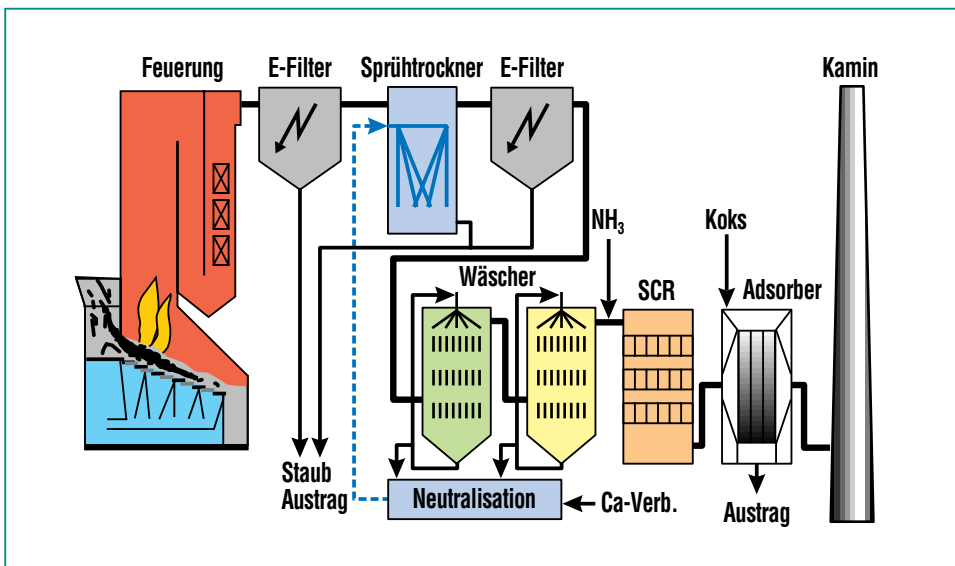 Feuerung
E-Filter
Sprühtrockner
E-Filter
Kamin
NH₃
Koks
Wäscher
SCR
Adsorber
Staub
Austrag
Neutralisation
Ca-Verb.
Austrag